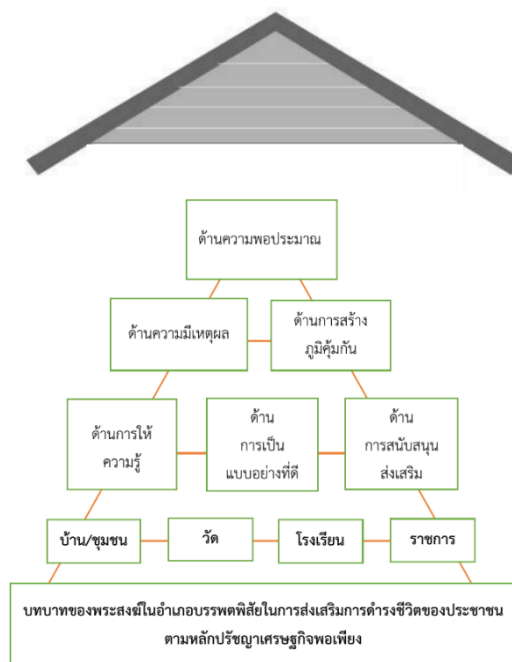 ด้านความพอประมาณ
ด้านความมีเหตุผล
ด้านการสร้าง
ภูมิคุ้มกัน
ด้านการให้
ความรู้
ด้าน
การเป็น
แบบอย่างที่ดี
ด้าน
การสนับสนุน
ส่งเสริม
บ้าน/ชุมชน
วัด
โรงเรียน
ราชการ
บทบาทของพระสงฆ์ในอำเภอบรรพตพิสัยในการส่งเสริมการดำรงชีวิตของประชาชน
ตามหลักปรัชญาเศรษฐกิจพอเพียง